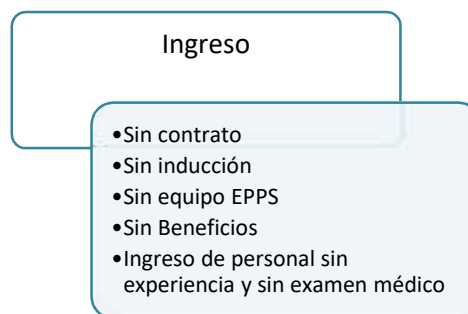 Ingreso
•Sin contrato
•Sin inducción
•Sin equipo EPPS
•Sin Beneficios
•Ingreso de personal sin
experiencia y sin examen médico